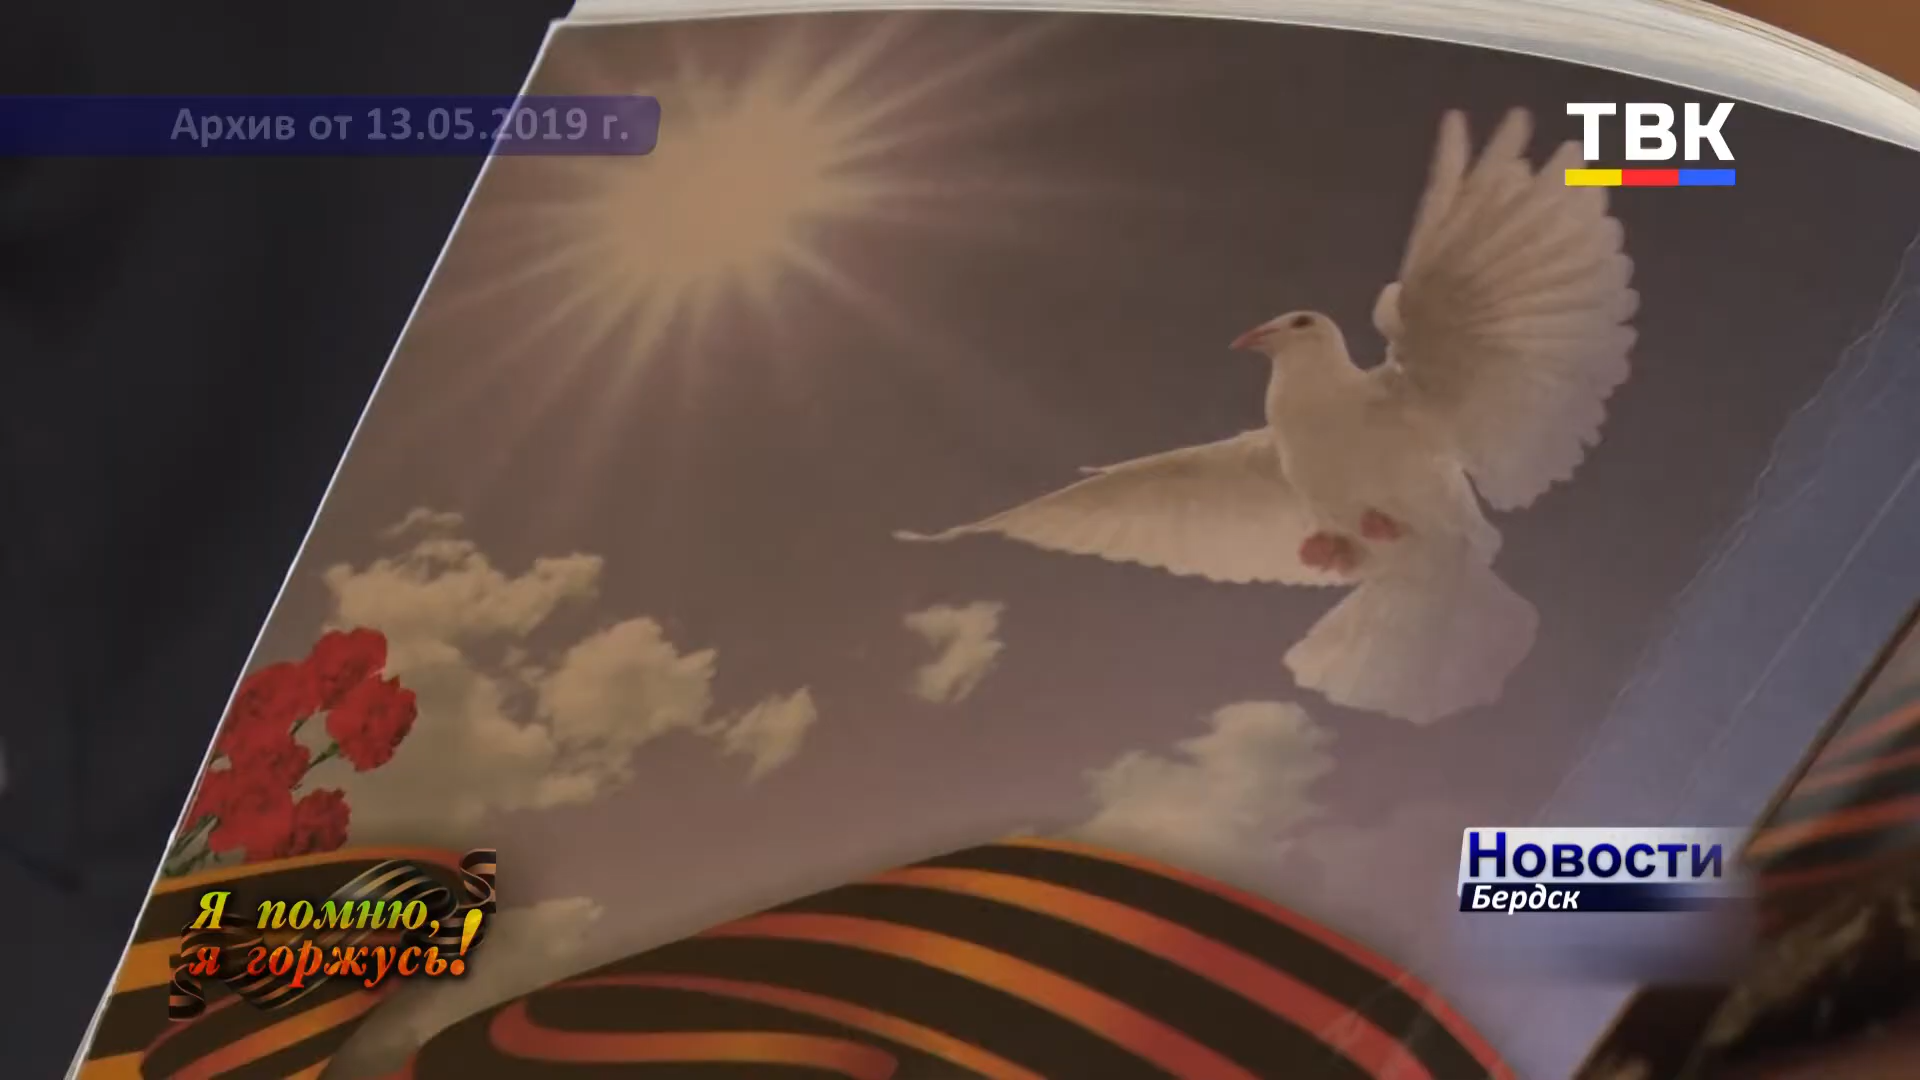 Архив от 13.05.2019 г.
ТВК
Новости
Бердск
Я помню,
я горжусь!